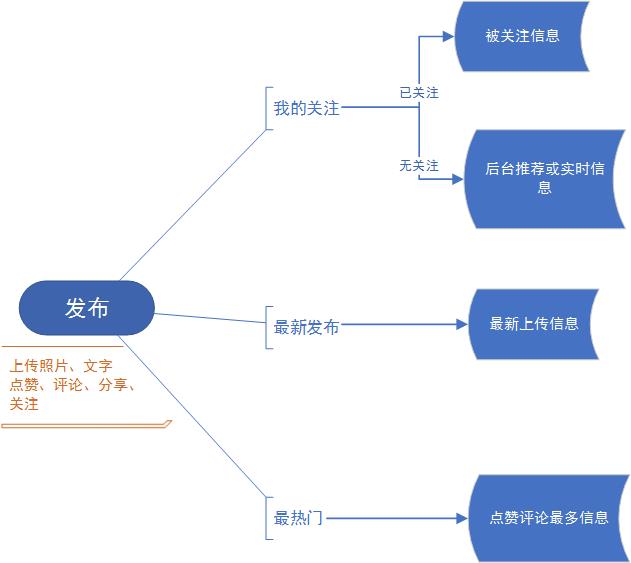 被关注信息
已关注
我的关注
无关注
后台推荐或实时信
息
发布
最新发布
最新上传信息
上传照片、文字
点赞、评论、分享、
关注
最热门
点赞评论最多信息